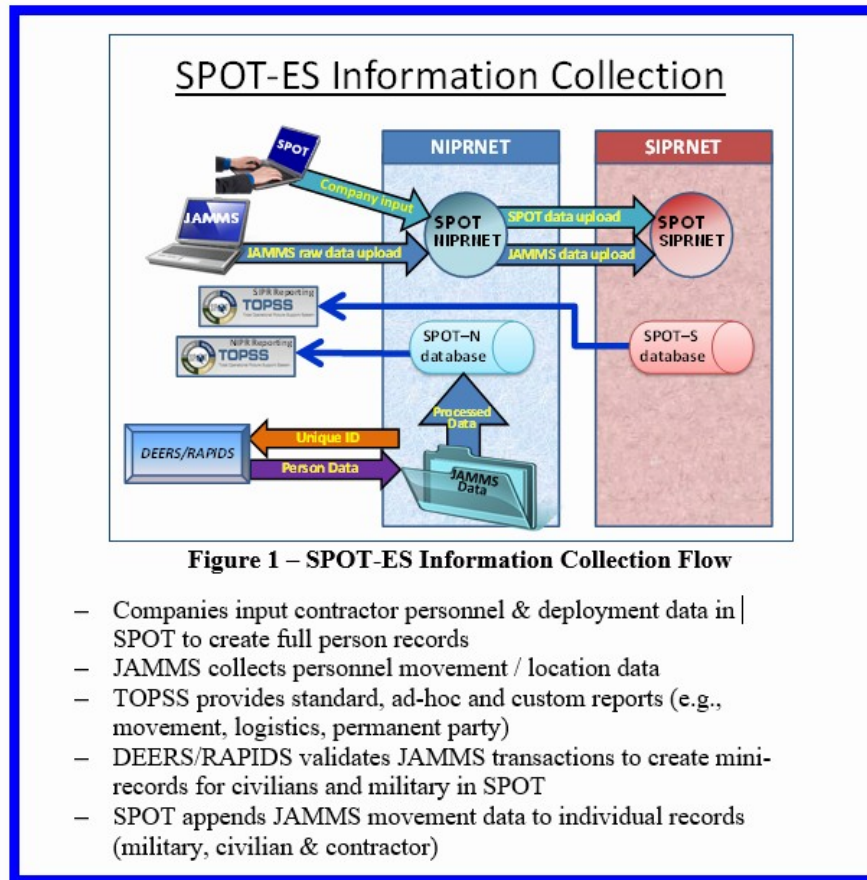 SPOT-ES Information Collection
NIPRNET
SIPRNET
SPOT
Company input
SPOT
NIPRNET
SPOT data upload
SPOT
SIPRNET
JAMMS
JAMMS raw data upload
JAMMS data upload
SIPR Reporting
TOPSS
NIPR Reporting
TOPSS
SPOT–N
database
SPOT–S
database
Processed
Data
Unique ID
DEERS/RAPIDS
Person Data
JAMMS
Data
Figure 1 – SPOT-ES Information Collection Flow
– Companies input contractor personnel & deployment data in
SPOT to create full person records
– JAMMS collects personnel movement / location data
– TOPSS provides standard, ad-hoc and custom reports (e.g.,
movement, logistics, permanent party)
– DEERS/RAPIDS validates JAMMS transactions to create mini-
records for civilians and military in SPOT
– SPOT appends JAMMS movement data to individual records
(military, civilian & contractor)